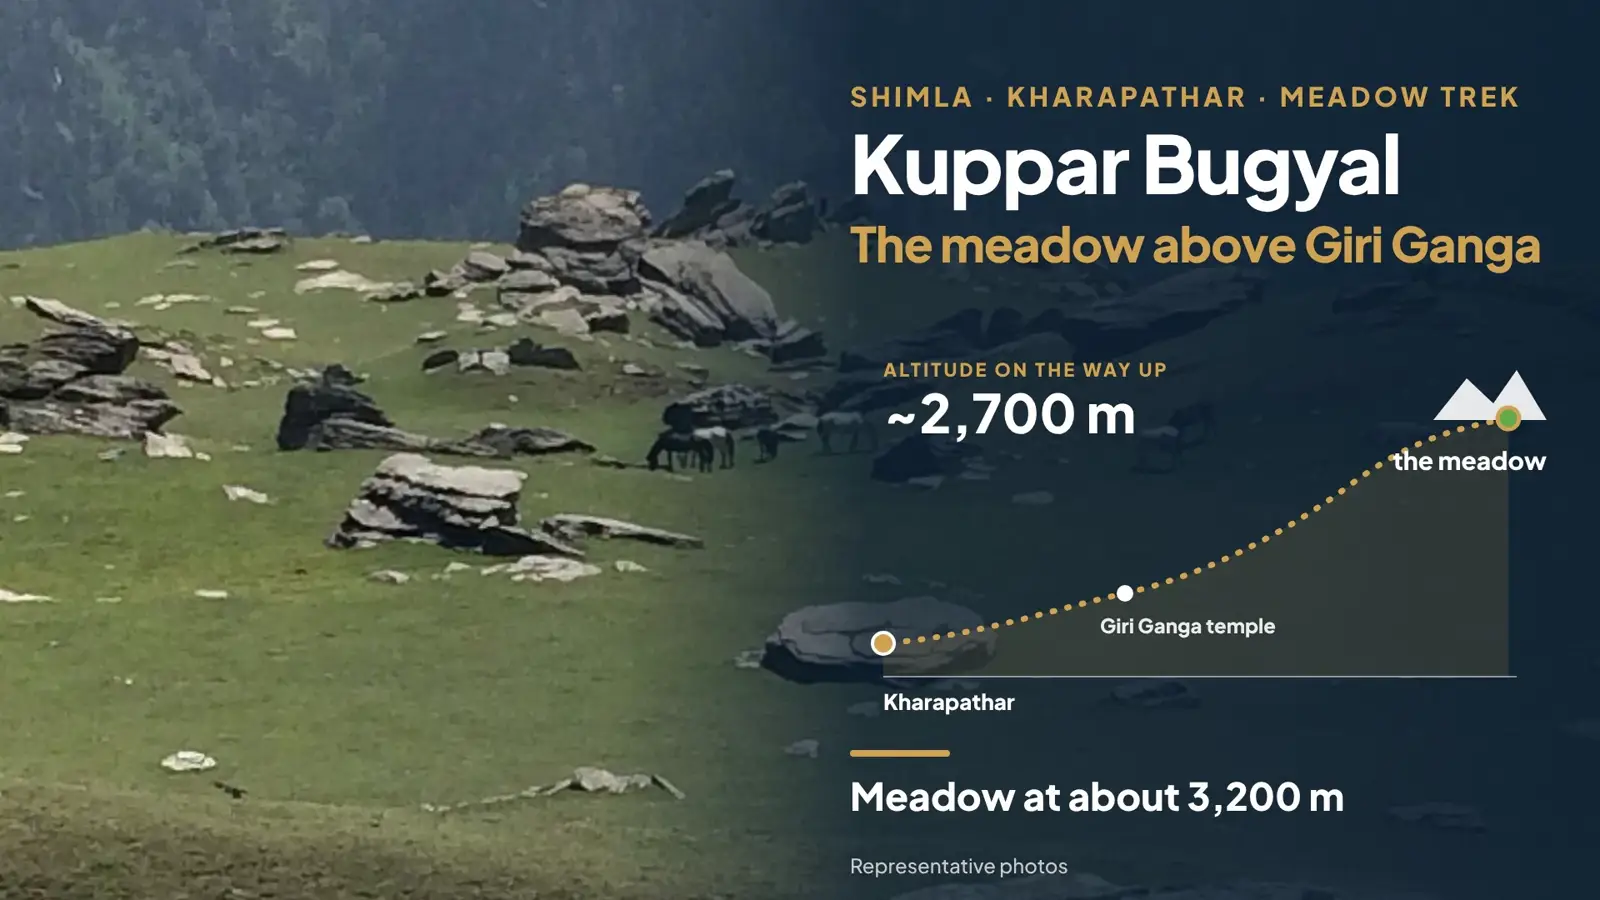 SHIMLA · KHARAPATHAR · MEADOW TREK
Kuppar Bugyal
The meadow above Giri Ganga
ALTITUDE ON THE WAY UP
~2,700 m
the meadow
Giri Ganga temple
Kharapathar
Meadow at about 3,200 m
Representative photos